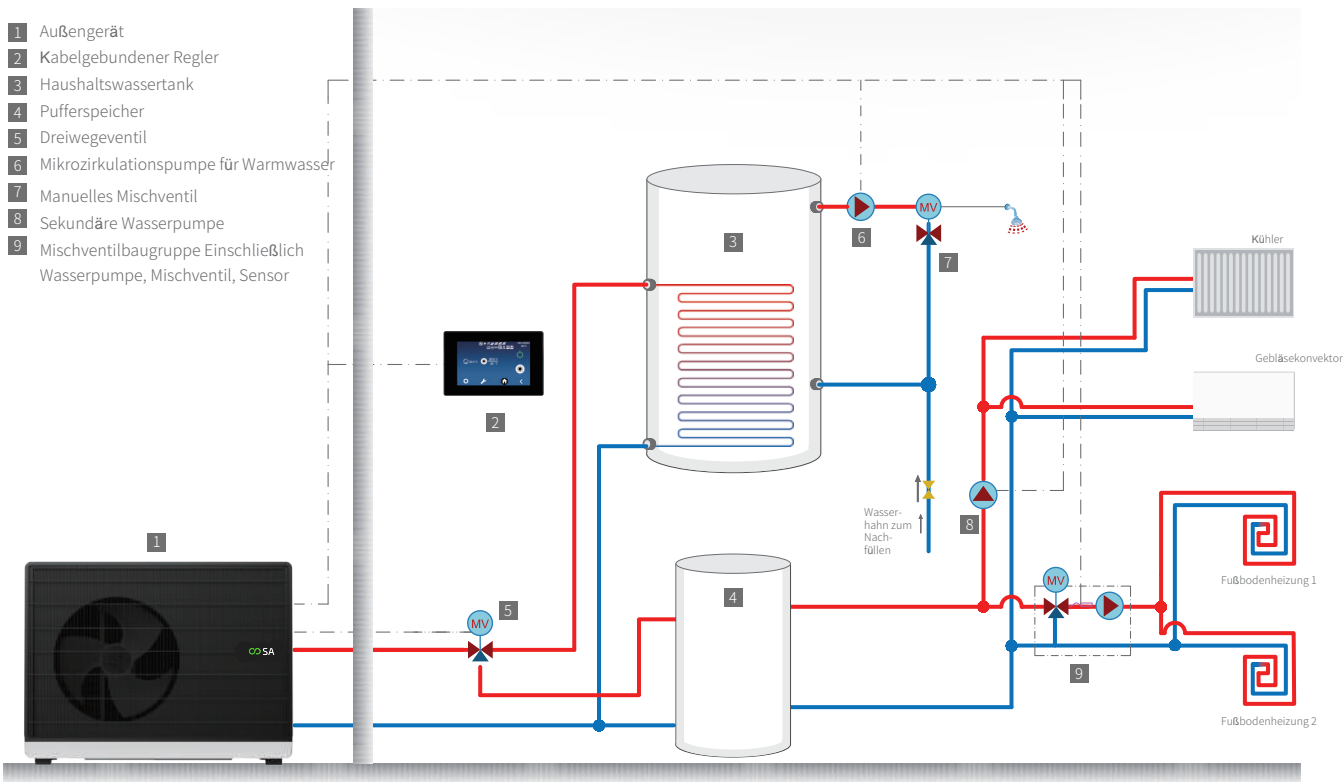 1 Außengerät
2 Kabelgebundener Regler
3 Haushaltswassertank
4 Pufferspeicher
5 Dreiwegeventil
6 Mikrozirkulationspumpe für Warmwasser
7 Manuelles Mischventil
8 Sekundäre Wasserpumpe
9 Mischventilbaugruppe Einschließlich
Wasserpumpe, Mischventil, Sensor
3
MV
6
7
Kühler
Gebläsekonvektor
2
Wasser-
hahn zum
Nach-
füllen
8
1
SA
MV
5
4
MV
9
Fußbodenheizung 1
Fußbodenheizung 2